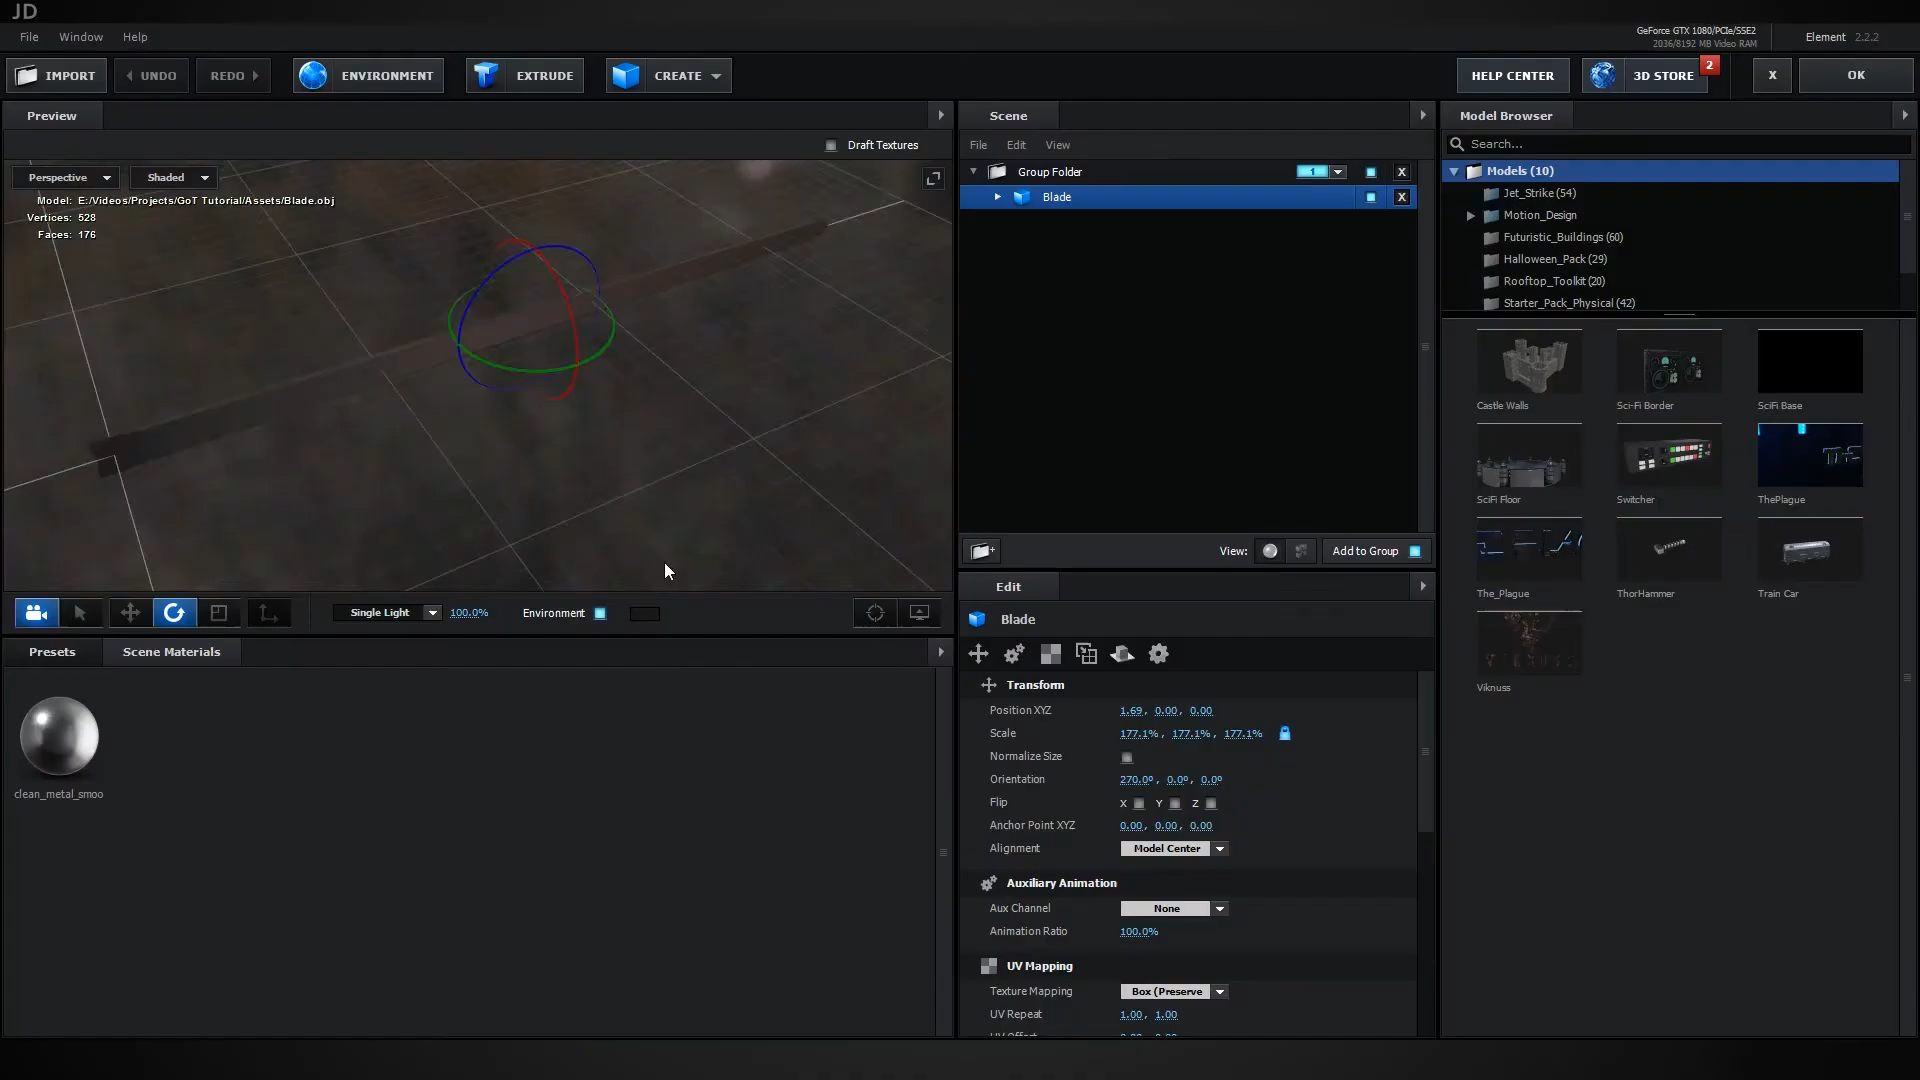 JD
File Window Help
GeForce GTX 1080/PCIe/SSE2
2036/8192 MB Video RAM
Element 2.2.2
IMPORT UNDO REDO ENVIRONMENT EXTRUDE CREATE HELP CENTER 3D STORE 2 X OK
Preview
Draft Textures
Perspective Shaded
Model: E:/Videos/Projects/GoT Tutorial/Assets/Blade.obj
Vertices: 528
Faces: 176
Single Light 100.0% Environment
Presets Scene Materials
clean_metal_smoo
Scene
File Edit View
Group Folder 1 X
Blade X
View: Add to Group
Edit
Blade
Transform
Position XYZ 1.69, 0.00, 0.00
Scale 177.1%, 177.1%, 177.1%
Normalize Size
Orientation 270.0º, 0.0º, 0.0º
Flip X Y Z
Anchor Point XYZ 0.00, 0.00, 0.00
Alignment Model Center
Auxiliary Animation
Aux Channel None
Animation Ratio 100.0%
UV Mapping
Texture Mapping Box (Preserve
UV Repeat 1.00, 1.00
Model Browser
Search...
Models (10)
Jet_Strike (54)
Motion_Design
Futuristic_Buildings (60)
Halloween_Pack (29)
Rooftop_Toolkit (20)
Starter_Pack_Physical (42)
Castle Walls Sci-Fi Border SciFi Base
SciFi Floor Switcher ThePlague
The_Plague ThorHammer Train Car
Viknuss